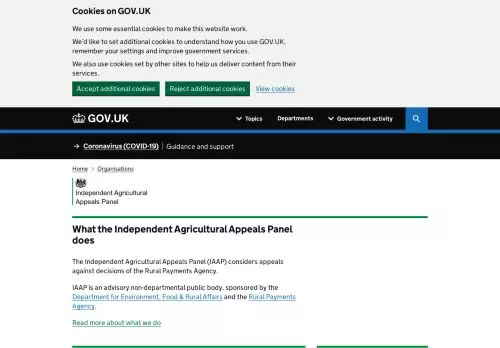 Cookies on GOV.UK
We use some essential cookies to make this website work.
We'd like to set additional cookies to understand how you use GOV.UK,
remember your settings and improve government services.
We also use cookies set by other sites to help us deliver content from their
services.
Accept additional cookies Reject additional cookies View cookies
GOV.UK Topics Departments Government activity
→ Coronavirus (COVID-19) Guidance and support
Home > Organisations
Independent Agricultural
Appeals Panel
What the Independent Agricultural Appeals Panel
does
The Independent Agricultural Appeals Panel (IAAP) considers appeals
against decisions of the Rural Payments Agency.
IAAP is an advisory non-departmental public body, sponsored by the
Department for Environment, Food & Rural Affairs and the Rural Payments
Agency.
Read more about what we do